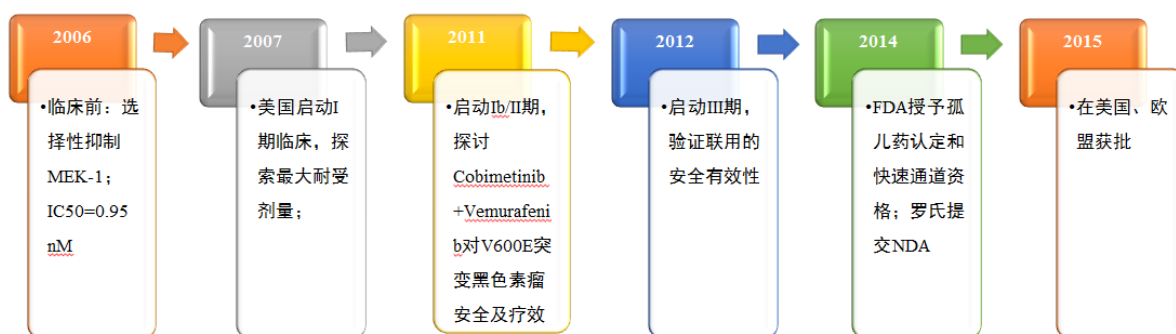 2006
•临床前：选
择性抑制
MEK-1；
IC50=0.95
nM
2007
•美国启动I
期临床，探
索最大耐受
剂量；
2011
•启动Ib/II期，
探讨
Cobimetinib
+Vemurafeni
b对V600E突
变黑色素瘤
安全及疗效
2012
•启动III期，
验证联用的
安全有效性
2014
•FDA授予孤
儿药认定和
快速通道资
格；罗氏提
交NDA
2015
•在美国、欧
盟获批